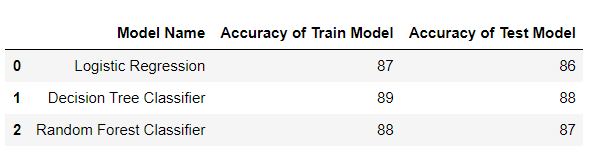 Model Name Accuracy of Train Model Accuracy of Test Model
0 Logistic Regression 87 86
1 Decision Tree Classifier 89 88
2 Random Forest Classifier 88 87